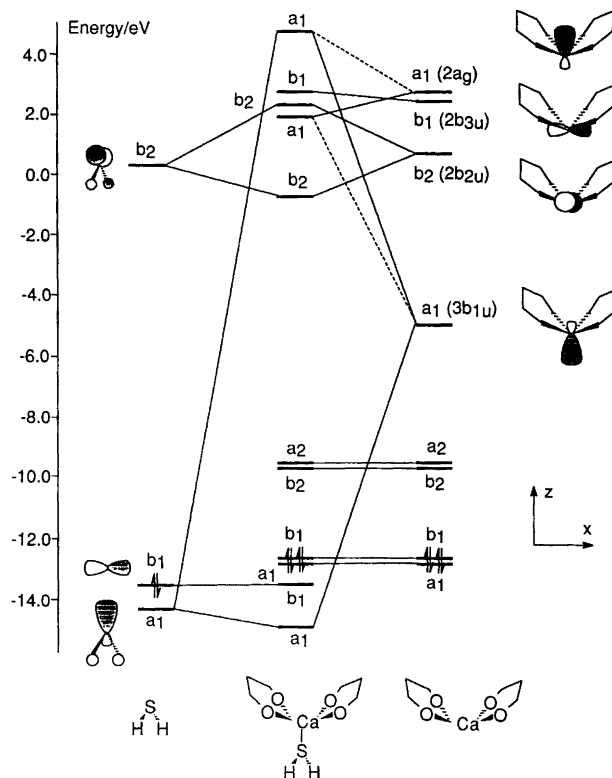 Energy/eV
4.0
2.0
0.0
-2.0
-4.0
-6.0
-8.0
-10.0
-12.0
-14.0
b2
b1
a1
a1
b1
b2
a1
b2
a2
b2
b1
a1
b1
a1
a1 (2ag)
b1 (2b3u)
b2 (2b2u)
a1 (3b1u)
a2
b2
b1
a1
z
x
S
H H
O O
O O
Ca
S
H H
O O
O O
Ca